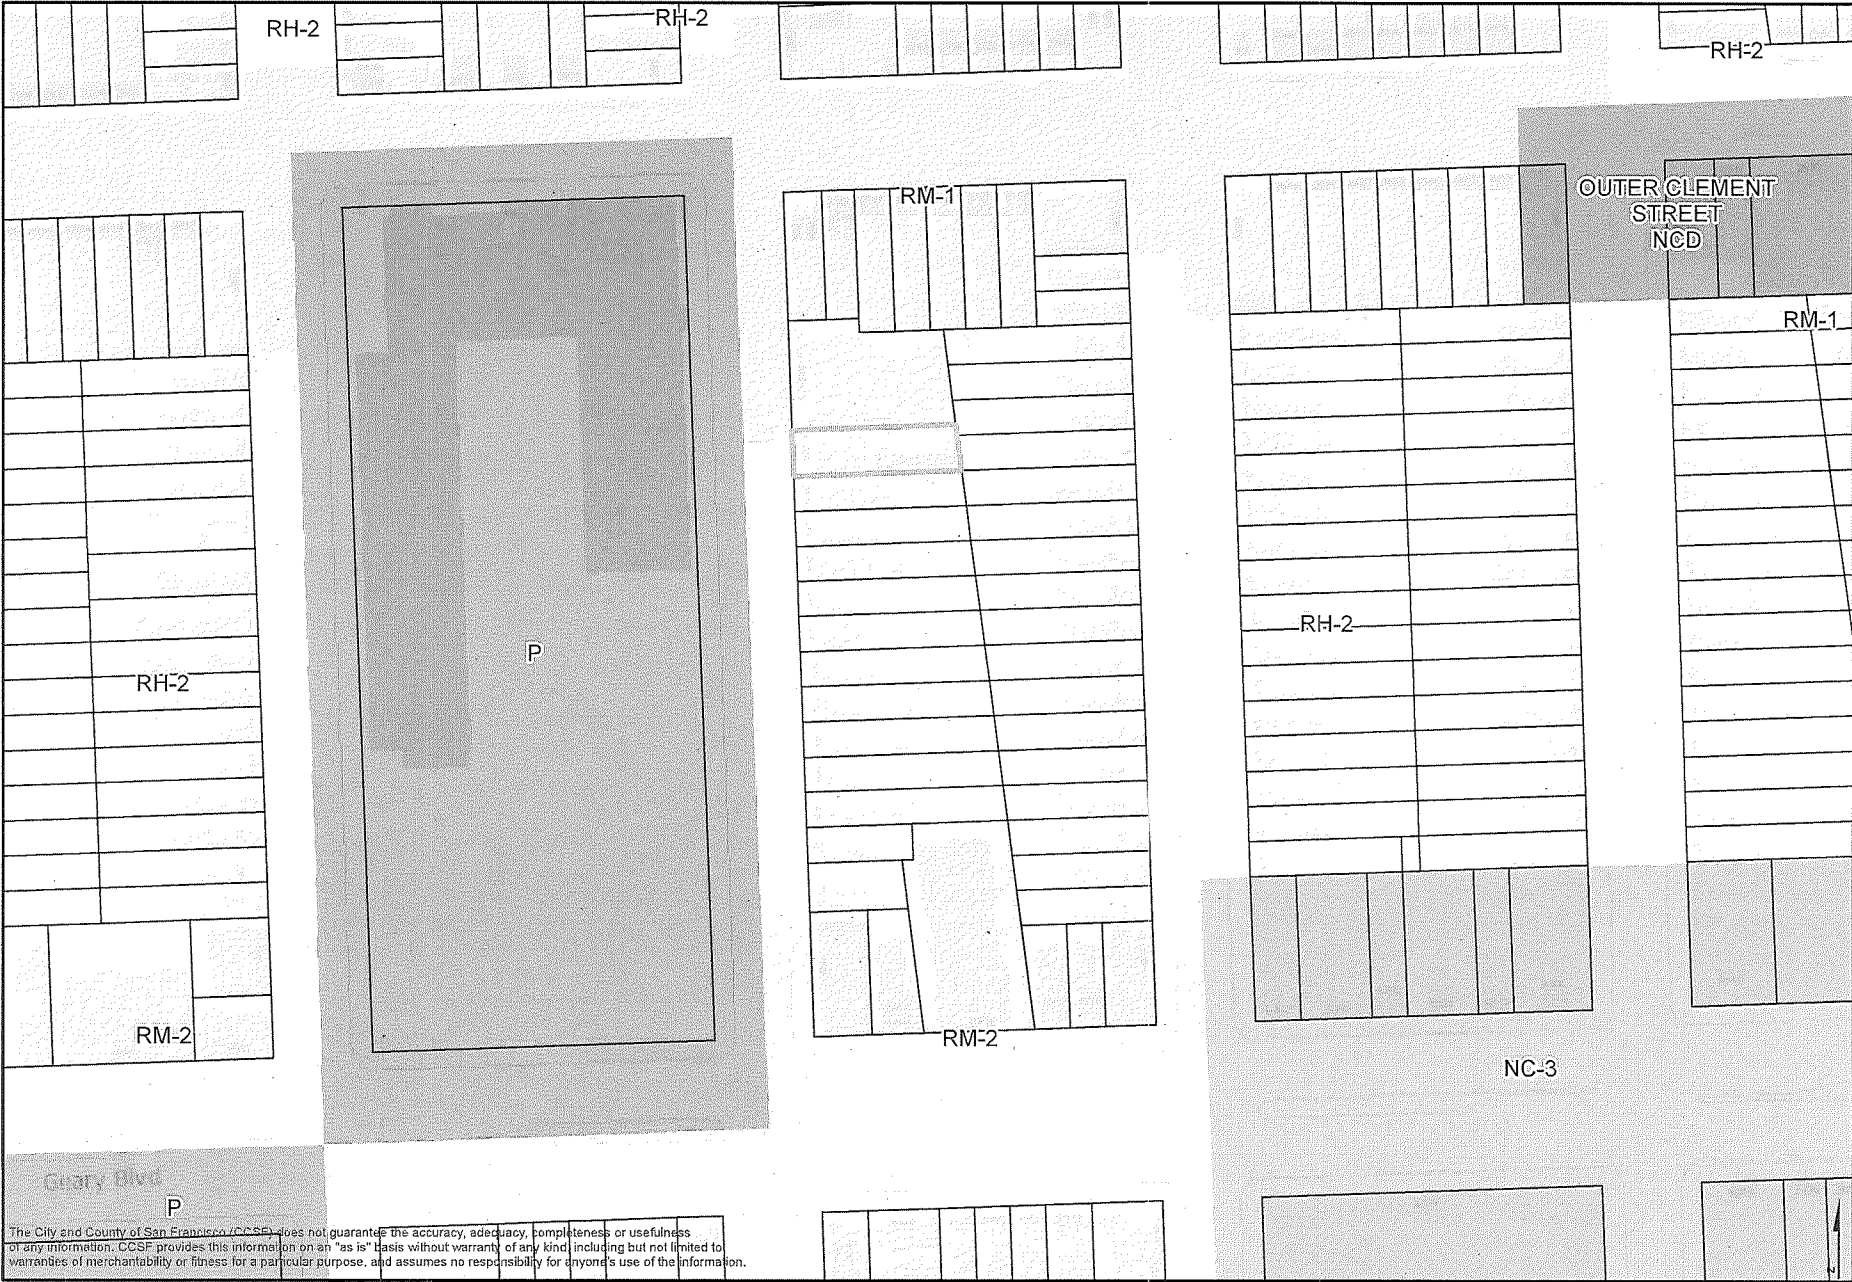 RH-2
RH-2
RH-2
RM-1
OUTER CLEMENT
STREET
NCD
RM-1
RH-2
P
RH-2
RM-2
RM-2
NC-3
Geary Blvd
P
The City and County of San Francisco (CCSF) does not guarantee the accuracy, adequacy, completeness or usefulness
of any information. CCSF provides this information on an "as is" basis without warranty of any kind, including but not limited to
warranties of merchantability or fitness for a particular purpose, and assumes no responsibility for anyone's use of the information.
N